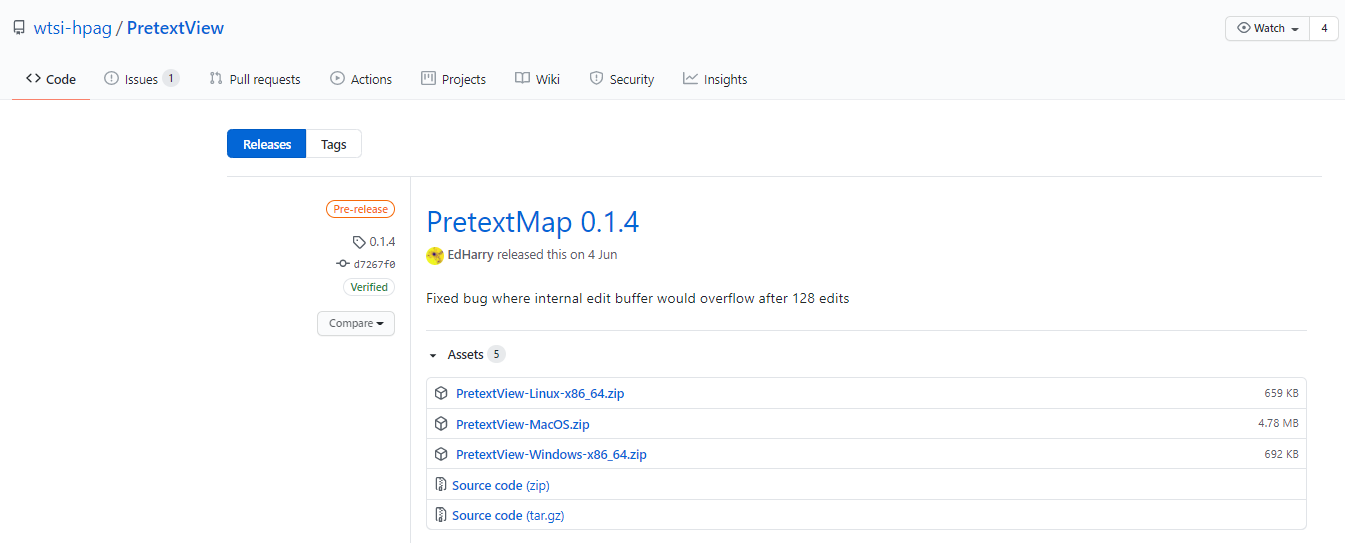 wtsi-hpag / PretextView
Watch 4
Code Issues 1 Pull requests Actions Projects Wiki Security Insights
Releases Tags
Pre-release
0.1.4
d7267f0
Verified
Compare
PretextMap 0.1.4
EdHarry released this on 4 Jun
Fixed bug where internal edit buffer would overflow after 128 edits
Assets 5
PretextView-Linux-x86_64.zip 659 KB
PretextView-MacOS.zip 4.78 MB
PretextView-Windows-x86_64.zip 692 KB
Source code (zip)
Source code (tar.gz)